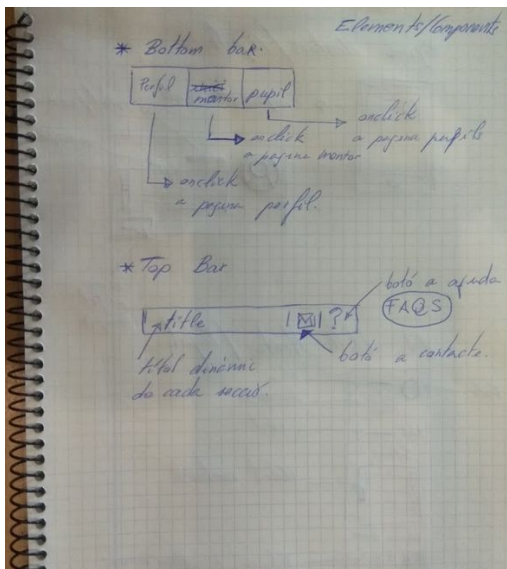 Elements/Components
* Bottom bar.
Perfil mentor pupil
onclick
a pagina pupils
onclick
a pagina mentor
onclick
a pagina perfil.
* Top Bar
botó a ajuda
FAQS
title ?
botó a contacte.
títol dinàmic
de cada secció.